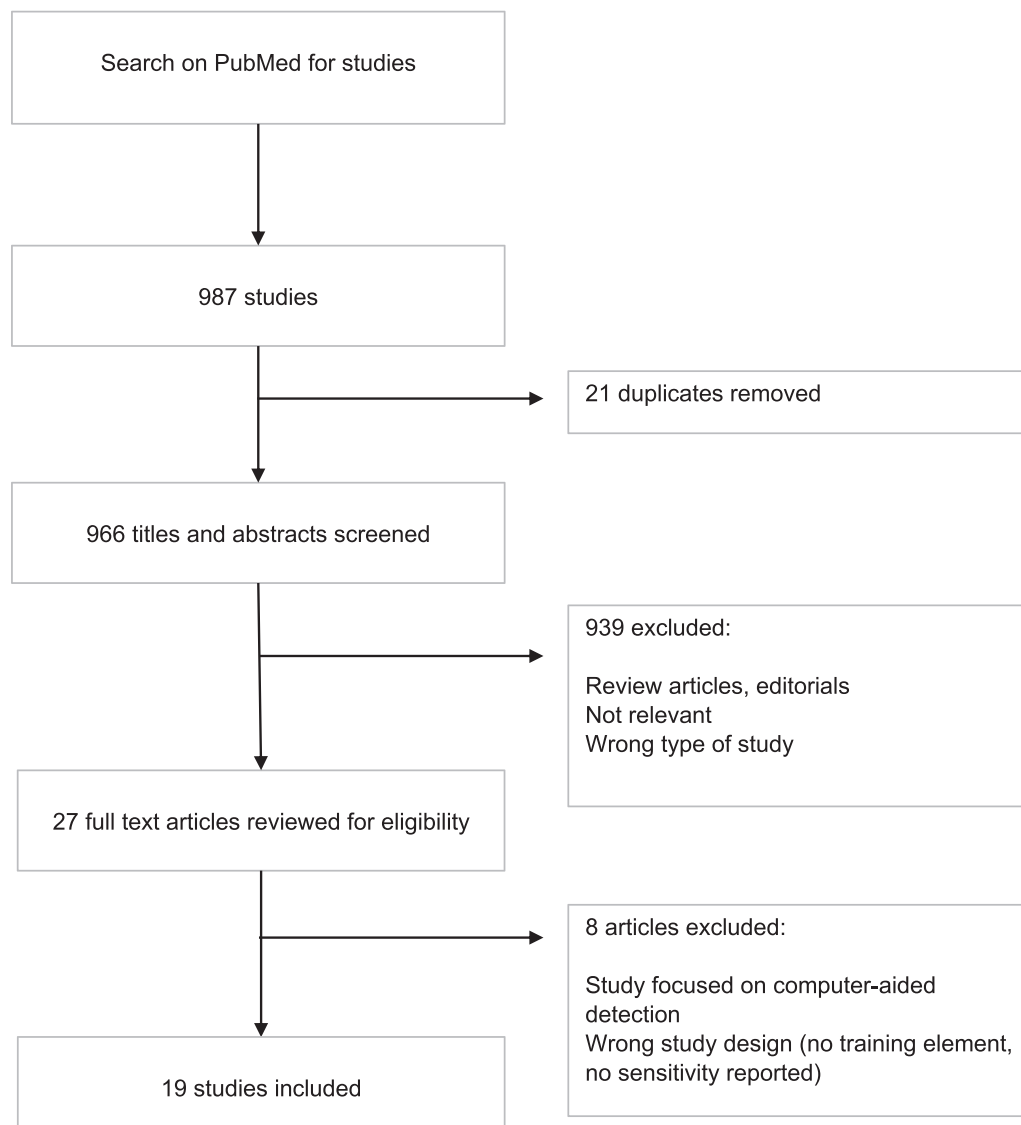 Search on PubMed for studies
987 studies
21 duplicates removed
966 titles and abstracts screened
939 excluded:
Review articles, editorials
Not relevant
Wrong type of study
27 full text articles reviewed for eligibility
8 articles excluded:
Study focused on computer-aided
detection
Wrong study design (no training element,
no sensitivity reported)
19 studies included